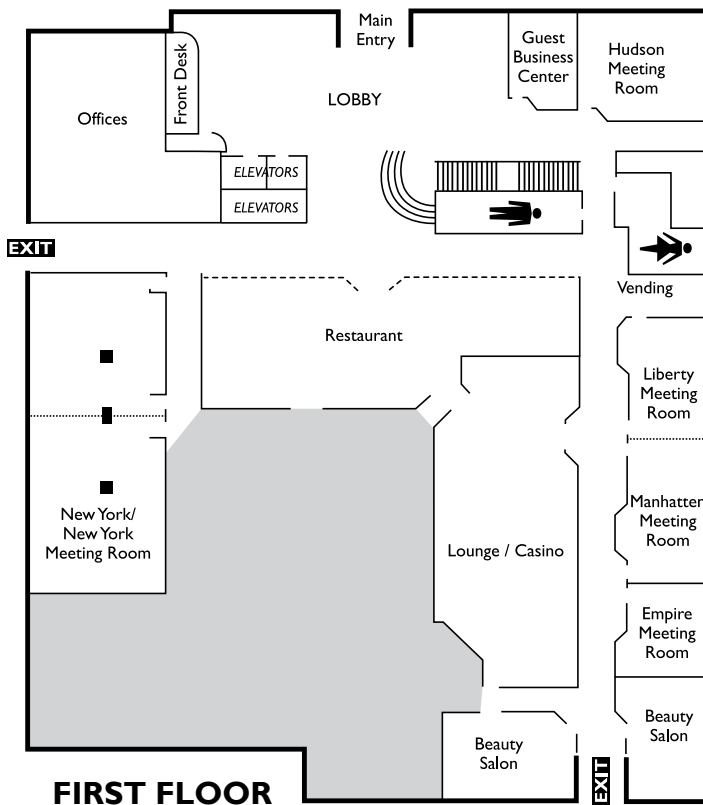 Main
Entry
Guest
Business
Center
Hudson
Meeting
Room
Front Desk
LOBBY
Offices
ELEVATORS
ELEVATORS
EXIT
Vending
Restaurant
Liberty
Meeting
Room
New York/
New York
Meeting Room
Manhatten
Meeting
Room
Lounge / Casino
Empire
Meeting
Room
Beauty
Salon
Beauty
Salon
EXIT
FIRST FLOOR